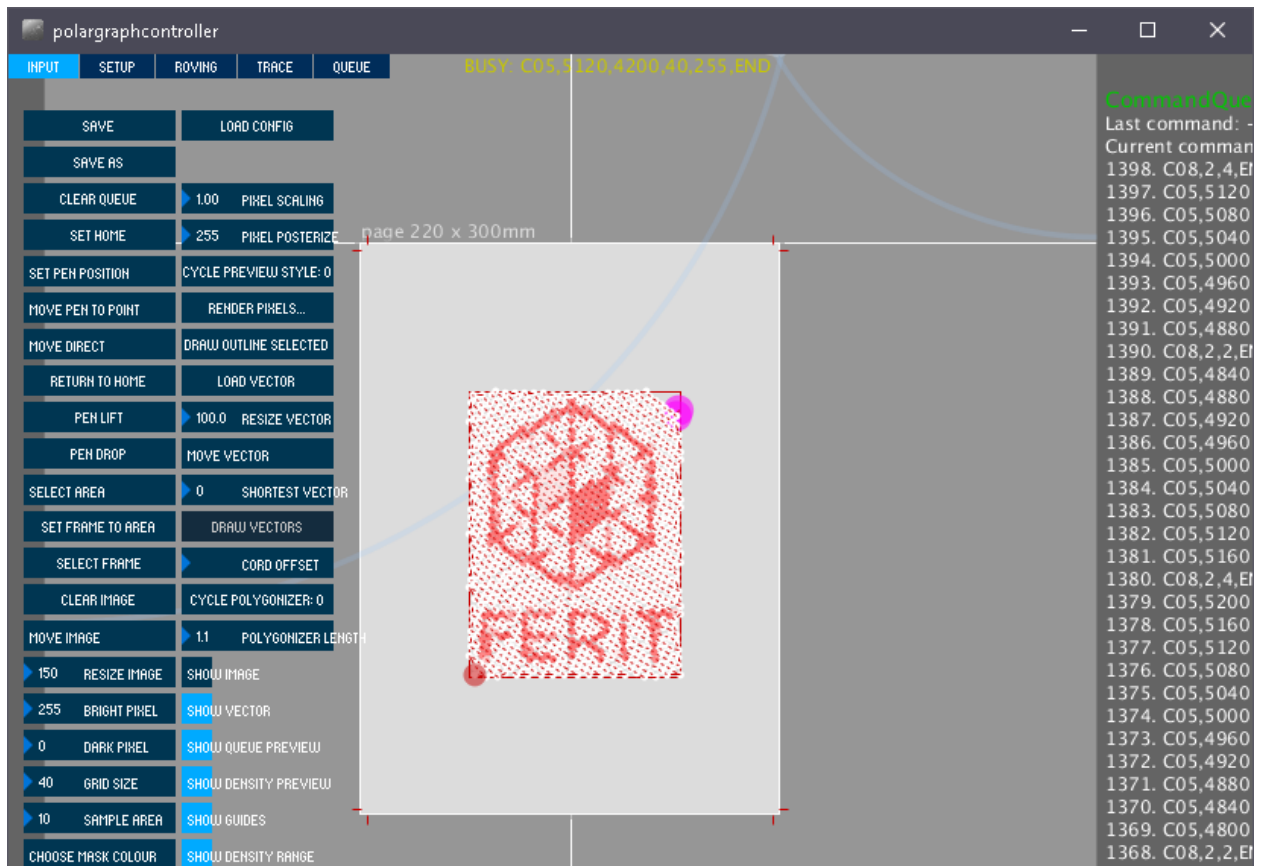 polargraphcontroller
INPUT SETUP ROVING TRACE QUEUE
BUSY: C05,5120,4200,40,255,END
SAVE LOAD CONFIG
SAVE AS
CLEAR QUEUE 1.00 PIXEL SCALING
SET HOME 255 PIXEL POSTERIZE
page 220 x 300mm
SET PEN POSITION CYCLE PREVIEW STYLE: 0
MOVE PEN TO POINT RENDER PIXELS...
MOVE DIRECT DRAW OUTLINE SELECTED
RETURN TO HOME LOAD VECTOR
PEN LIFT 100.0 RESIZE VECTOR
PEN DROP MOVE VECTOR
SELECT AREA 0 SHORTEST VECTOR
SET FRAME TO AREA DRAW VECTORS
SELECT FRAME CORD OFFSET
CLEAR IMAGE CYCLE POLYGONIZER: 0
MOVE IMAGE 1.1 POLYGONIZER LENGTH
150 RESIZE IMAGE SHOW IMAGE
255 BRIGHT PIXEL SHOW VECTOR
0 DARK PIXEL SHOW QUEUE PREVIEW
40 GRID SIZE SHOW DENSITY PREVIEW
10 SAMPLE AREA SHOW GUIDES
CHOOSE MASK COLOUR SHOW DENSITY RANGE
FERIT
CommandQue
Last command: -
Current comman
1398. C08,2,4,E
1397. C05,5120
1396. C05,5080
1395. C05,5040
1394. C05,5000
1393. C05,4960
1392. C05,4920
1391. C05,4880
1390. C08,2,2,E
1389. C05,4840
1388. C05,4880
1387. C05,4920
1386. C05,4960
1385. C05,5000
1384. C05,5040
1383. C05,5080
1382. C05,5120
1381. C05,5160
1380. C08,2,4,E
1379. C05,5200
1378. C05,5160
1377. C05,5120
1376. C05,5080
1375. C05,5040
1374. C05,5000
1373. C05,4960
1372. C05,4920
1371. C05,4880
1370. C05,4840
1369. C05,4800
1368. C08,2,2,E